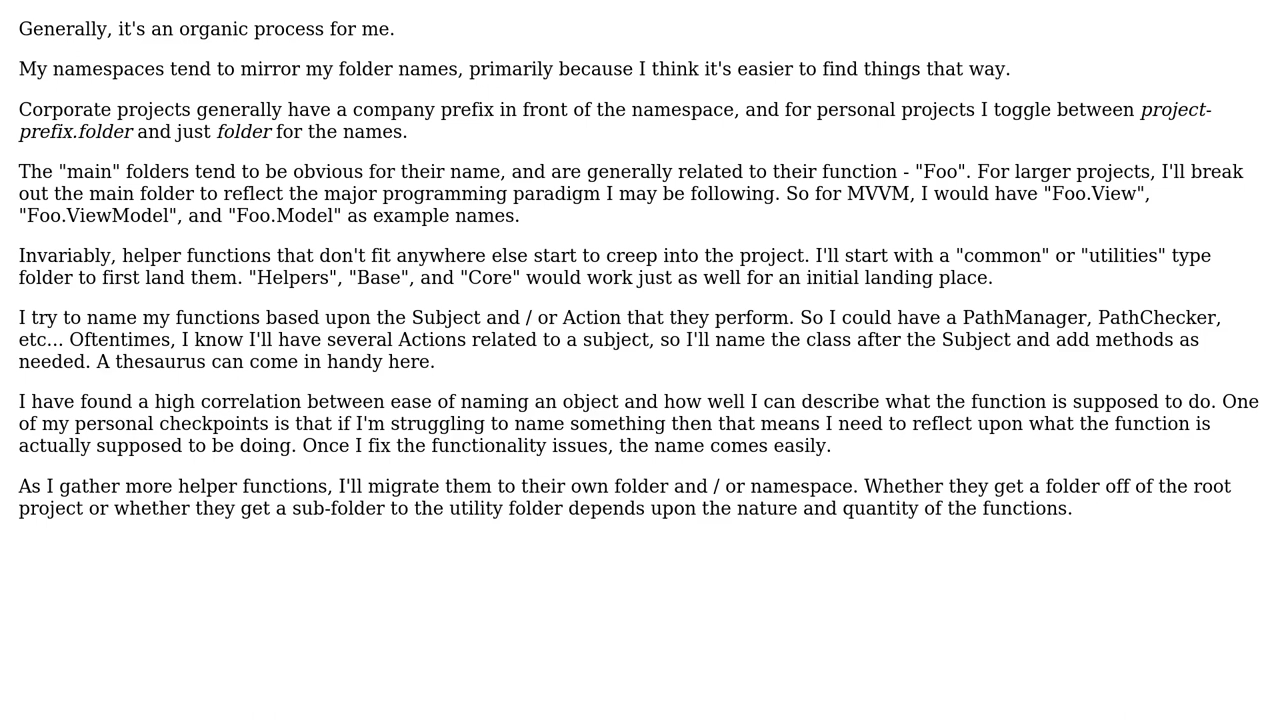 Generally, it's an organic process for me.
My namespaces tend to mirror my folder names, primarily because I think it's easier to find things that way.
Corporate projects generally have a company prefix in front of the namespace, and for personal projects I toggle between project-
prefix.folder and just folder for the names.
The "main" folders tend to be obvious for their name, and are generally related to their function - "Foo". For larger projects, I'll break
out the main folder to reflect the major programming paradigm I may be following. So for MVVM, I would have "Foo.View",
"Foo.ViewModel", and "Foo.Model" as example names.
Invariably, helper functions that don't fit anywhere else start to creep into the project. I'll start with a "common" or "utilities" type
folder to first land them. "Helpers", "Base", and "Core" would work just as well for an initial landing place.
I try to name my functions based upon the Subject and / or Action that they perform. So I could have a PathManager, PathChecker,
etc... Oftentimes, I know I'll have several Actions related to a subject, so I'll name the class after the Subject and add methods as
needed. A thesaurus can come in handy here.
I have found a high correlation between ease of naming an object and how well I can describe what the function is supposed to do. One
of my personal checkpoints is that if I'm struggling to name something then that means I need to reflect upon what the function is
actually supposed to be doing. Once I fix the functionality issues, the name comes easily.
As I gather more helper functions, I'll migrate them to their own folder and / or namespace. Whether they get a folder off of the root
project or whether they get a sub-folder to the utility folder depends upon the nature and quantity of the functions.